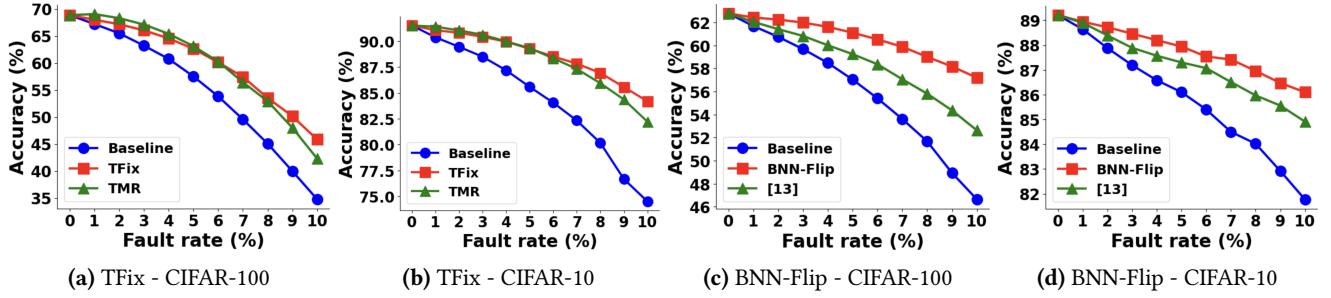 Accuracy (%)
70
65
60
55
50
45
40
35
Baseline
TFix
TMR
0 1 2 3 4 5 6 7 8 9 10
Fault rate (%)
(a) TFix - CIFAR-100
Accuracy (%)
90.0
87.5
85.0
82.5
80.0
77.5
75.0
Baseline
TFix
TMR
0 1 2 3 4 5 6 7 8 9 10
Fault rate (%)
(b) TFix - CIFAR-10
Accuracy (%)
62
60
58
56
54
52
50
48
46
Baseline
BNN-Flip
[13]
0 1 2 3 4 5 6 7 8 9 10
Fault rate (%)
(c) BNN-Flip - CIFAR-100
Accuracy (%)
89
88
87
86
85
84
83
82
Baseline
BNN-Flip
[13]
0 1 2 3 4 5 6 7 8 9 10
Fault rate (%)
(d) BNN-Flip - CIFAR-10